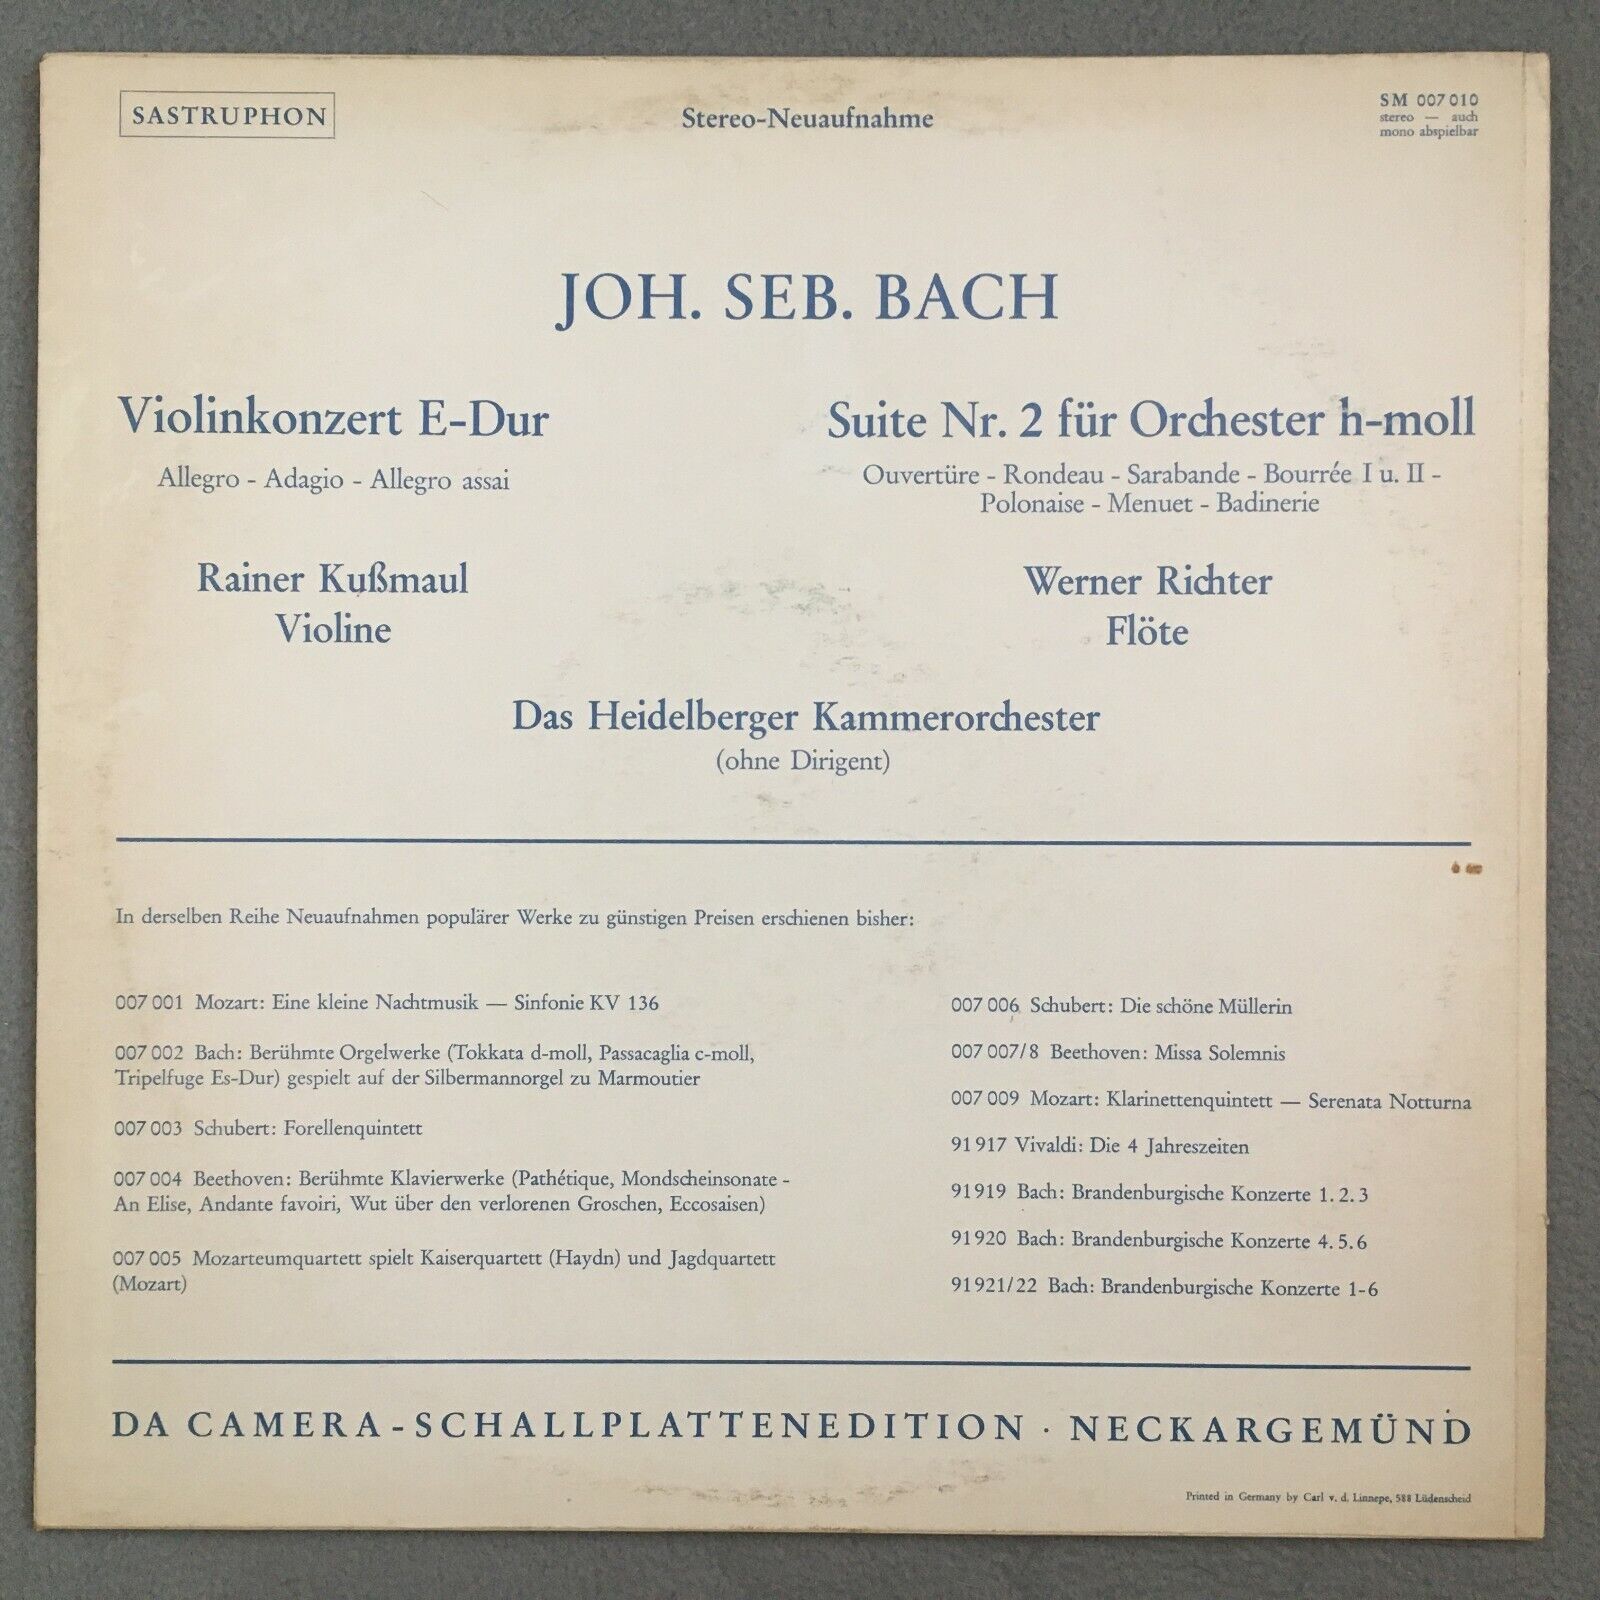 SASTRUPHON
Stereo-Neuaufnahme
SM 007 010
stereo — auch
mono abspielbar
JOH. SEB. BACH
Violinkonzert E-Dur
Allegro - Adagio - Allegro assai
Rainer Kußmaul
Violine
Suite Nr. 2 für Orchester h-moll
Ouvertüre - Rondeau - Sarabande - Bourrée I u. II -
Polonaise - Menuet - Badinerie
Werner Richter
Flöte
Das Heidelberger Kammerorchester
(ohne Dirigent)
In derselben Reihe Neuaufnahmen populärer Werke zu günstigen Preisen erschienen bisher:
007 001 Mozart: Eine kleine Nachtmusik — Sinfonie KV 136
007 002 Bach: Berühmte Orgelwerke (Tokkata d-moll, Passacaglia c-moll,
Tripelfuge Es-Dur) gespielt auf der Silbermannorgel zu Marmoutier
007 003 Schubert: Forellenquintett
007 004 Beethoven: Berühmte Klavierwerke (Pathétique, Mondscheinsonate -
An Elise, Andante favoiri, Wut über den verlorenen Groschen, Eccosaisen)
007 005 Mozarteumquartett spielt Kaiserquartett (Haydn) und Jagdquartett
(Mozart)
007 006 Schubert: Die schöne Müllerin
007 007/8 Beethoven: Missa Solemnis
007 009 Mozart: Klarinettenquintett — Serenata Notturna
91 917 Vivaldi: Die 4 Jahreszeiten
91 919 Bach: Brandenburgische Konzerte 1. 2. 3
91 920 Bach: Brandenburgische Konzerte 4. 5. 6
91 921/22 Bach: Brandenburgische Konzerte 1-6
DA CAMERA - SCHALLPLATTENEDITION · NECKARGEMÜND
Printed in Germany by Carl v. d. Linnepe, 588 Lüdenscheid